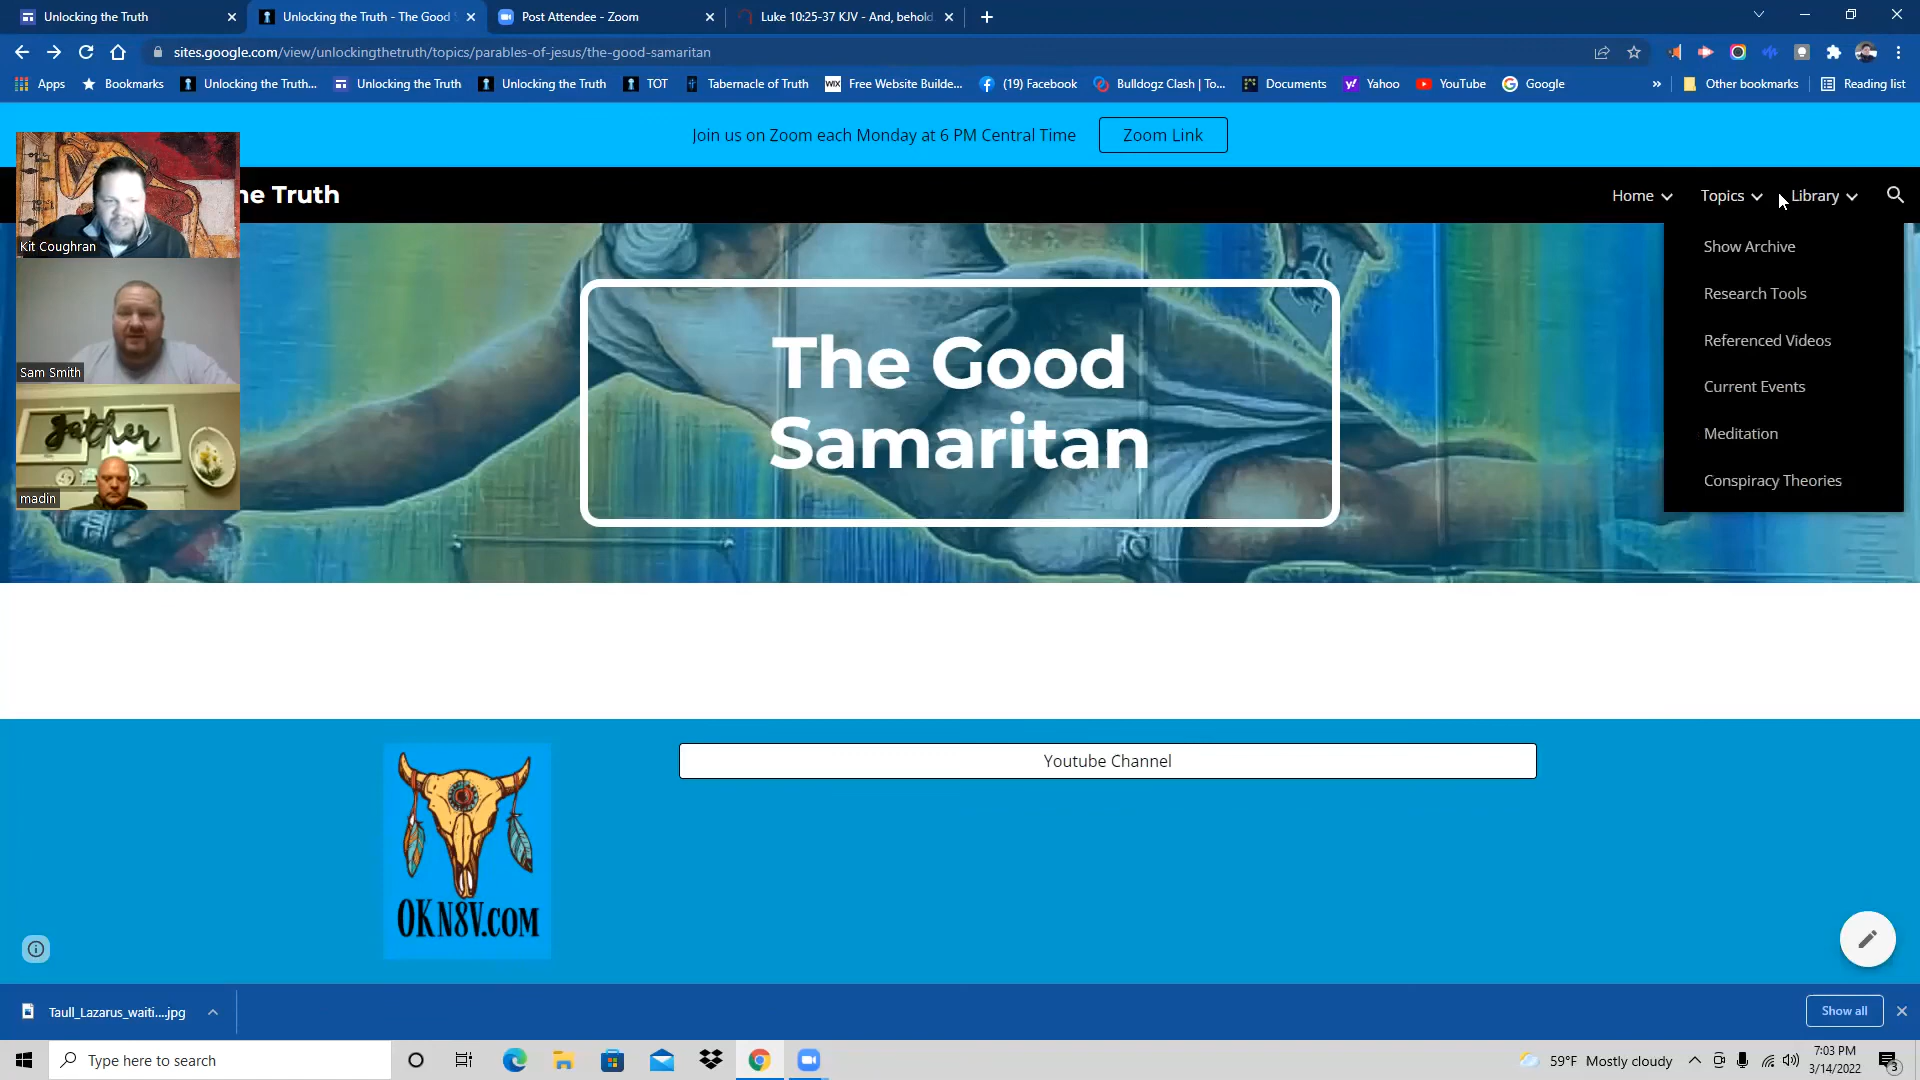 Unlocking the Truth
Unlocking the Truth - The Good
Post Attendee - Zoom
Luke 10:25-37 KJV - And, behold,
sites.google.com/view/unlockingthetruth/topics/parables-of-jesus/the-good-samaritan
Apps
Bookmarks
Unlocking the Truth...
Unlocking the Truth
Unlocking the Truth
TOT
Tabernacle of Truth
WIX
Free Website Builde...
(19) Facebook
Bulldogz Clash | To...
Documents
Yahoo
YouTube
Google
»
Other bookmarks
Reading list
Join us on Zoom each Monday at 6 PM Central Time
Zoom Link
he Truth
Home
Topics
Library
Kit Coughran
Sam Smith
gather
madin
The Good
Samaritan
Show Archive
Research Tools
Referenced Videos
Current Events
Meditation
Conspiracy Theories
Youtube Channel
OKN8V.COM
Taull_Lazarus_waiti....jpg
Show all
Type here to search
59°F Mostly cloudy
7:03 PM
3/14/2022
3